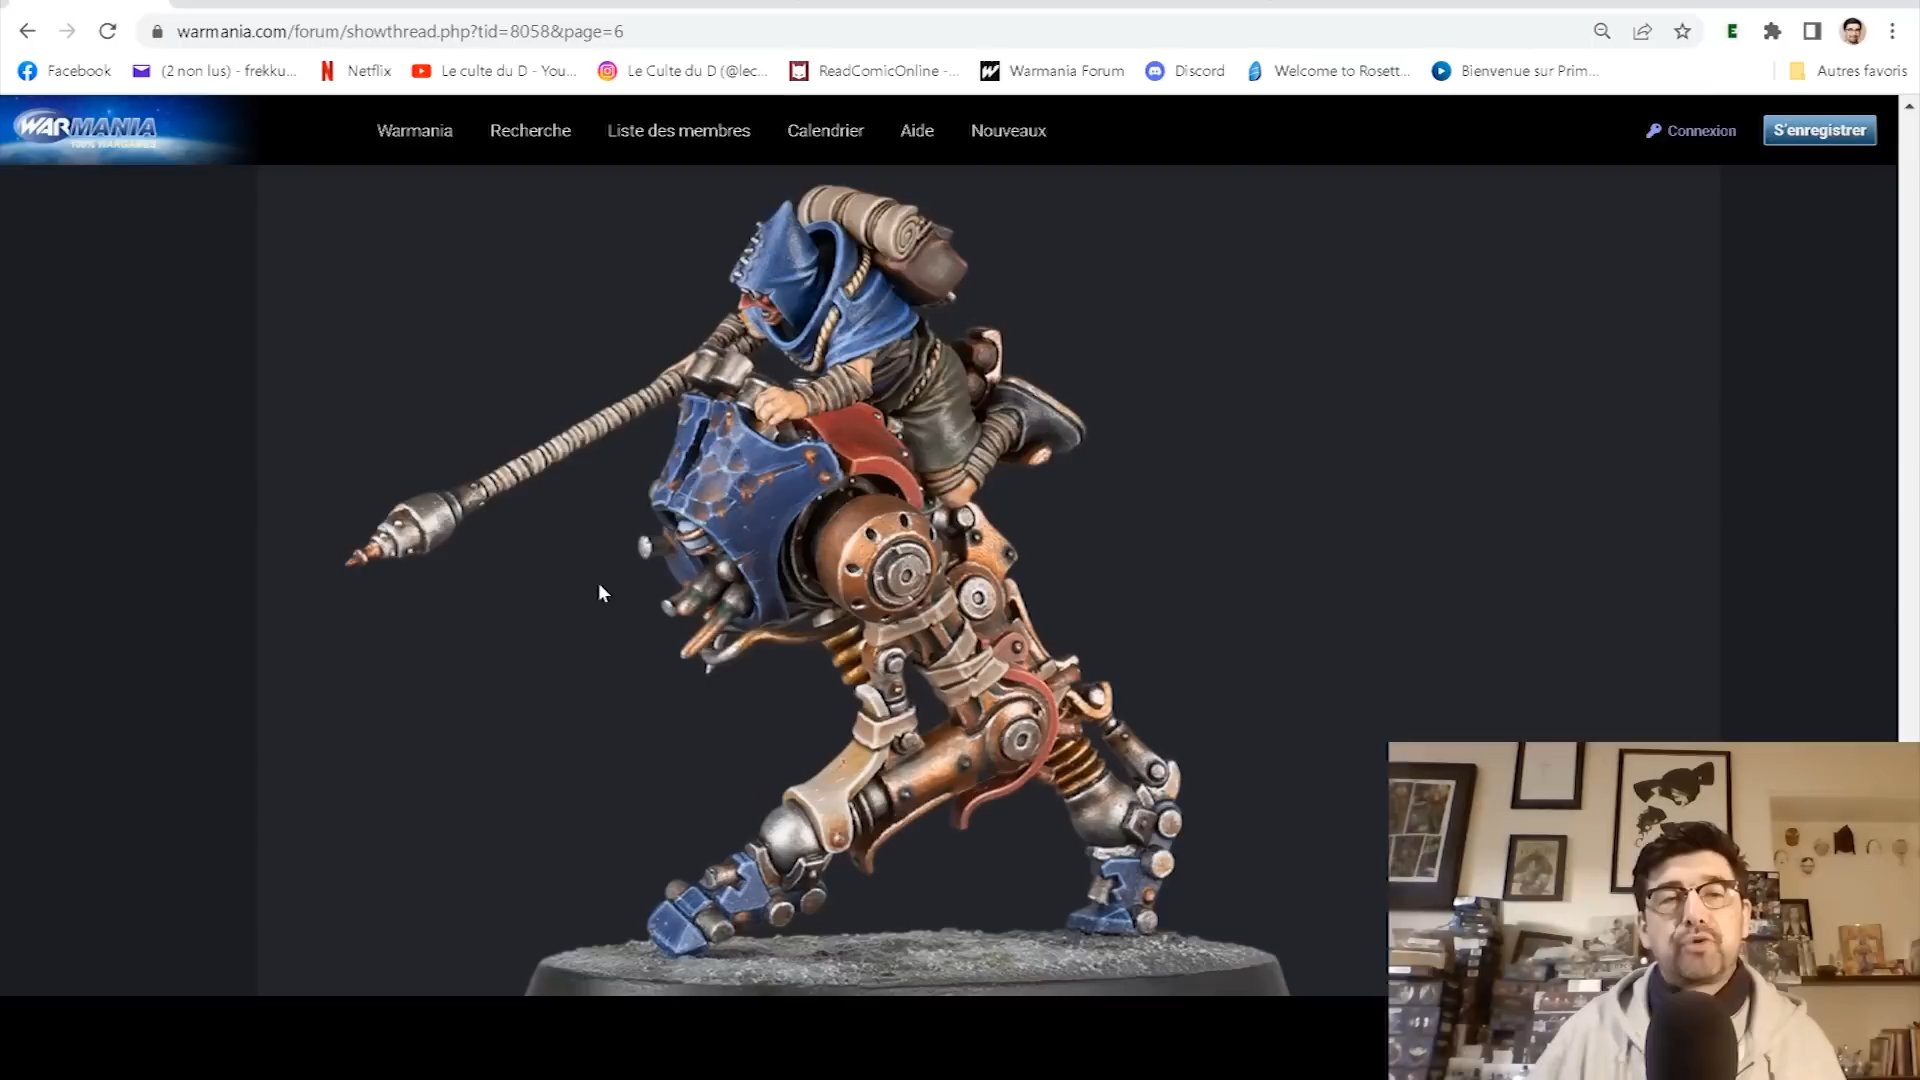 warmania.com/forum/showthread.php?tid=8058&page=6
Facebook (2 non lus) - frekku... Netflix Le culte du D - You... Le Culte du D (@lec... ReadComicOnline -... Warmania Forum Discord Welcome to Rosett... Bienvenue sur Prim... Autres favoris
WARMANIA
100% WARGAMES
Warmania Recherche Liste des membres Calendrier Aide Nouveaux Connexion S'enregistrer